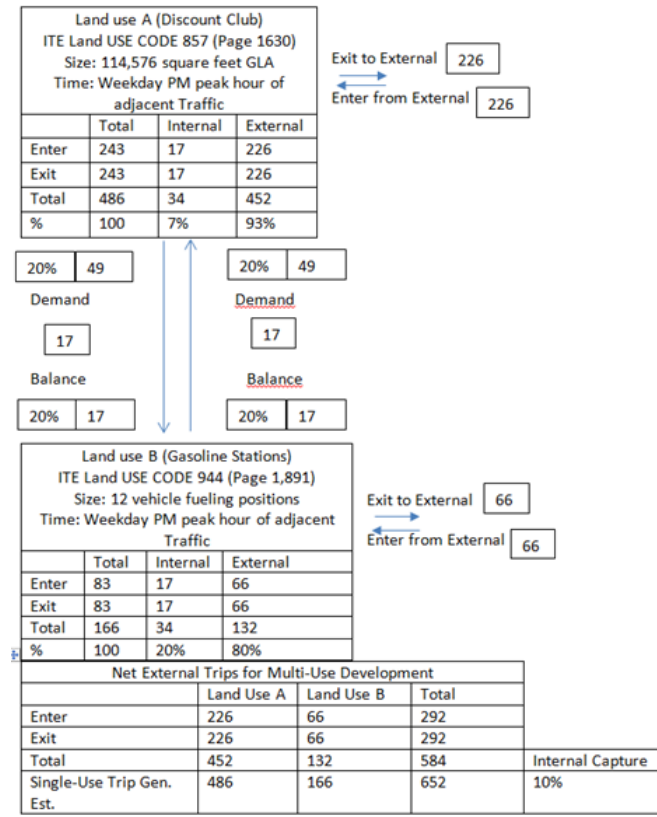 Land use A (Discount Club)
ITE Land USE CODE 857 (Page 1630)
Size: 114,576 square feet GLA
Time: Weekday PM peak hour of
adjacent Traffic
Total Internal External
Enter 243 17 226
Exit 243 17 226
Total 486 34 452
% 100 7% 93%
Exit to External 226
Enter from External 226
20% 49 20% 49
Demand Demand
17 17
Balance Balance
20% 17 20% 17
Land use B (Gasoline Stations)
ITE Land USE CODE 944 (Page 1,891)
Size: 12 vehicle fueling positions
Time: Weekday PM peak hour of adjacent
Traffic
Total Internal External
Enter 83 17 66
Exit 83 17 66
Total 166 34 132
% 100 20% 80%
Exit to External 66
Enter from External 66
Net External Trips for Multi-Use Development
Land Use A Land Use B Total
Enter 226 66 292
Exit 226 66 292
Total 452 132 584 Internal Capture
Single-Use Trip Gen. 486 166 652 10%
Est.